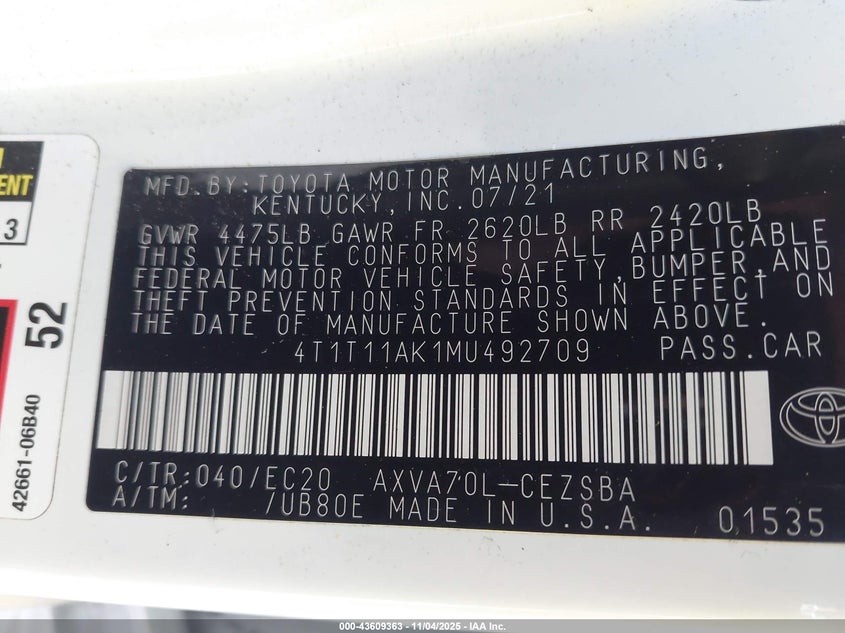 MFD. BY: TOYOTA MOTOR MANUFACTURING,
KENTUCKY, INC. 07/21
GVWR 4475LB GAWR FR 2620LB RR 2420LB
THIS VEHICLE CONFORMS TO ALL APPLICABLE
FEDERAL MOTOR VEHICLE SAFETY, BUMPER, AND
THEFT PREVENTION STANDARDS IN EFFECT ON
THE DATE OF MANUFACTURE SHOWN ABOVE.
4T1T11AK1MU492709 PASS.CAR
C/TR: 040/EC20 AXVA70L-CEZSBA
A/TM: /UB80E MADE IN U.S.A. 01535
3
52
42661-06B40
000-43609363 - 11/04/2025 - IAA Inc.